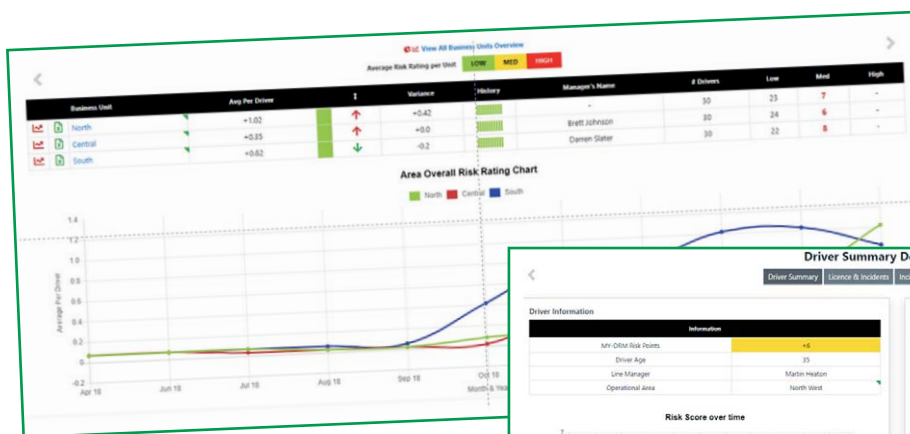 View All Business Units Overview
Average Risk Rating per Unit LOW MED HIGH
Business Unit Avg Per Driver Variance History Manager's Name # Drivers Low Med High
North +1.02 +0.42 - 30 23 7 -
Central +0.35 +0.0 Brett Johnson 30 24 6 -
South +0.62 -0.2 Darren Slater 30 22 8 -
Area Overall Risk Rating Chart
North Central South
1.4
1.2
1.0
0.8
0.6
0.4
0.2
0
-0.2
Average Per Driver
Apr 18 Jun 18 Jul 18 Aug 18 Sep 18 Oct 18
Month & Year
Driver Summary De
Driver Summary Licence & Incidents Inci
Driver Information
Information
MY-DRM Risk Points +6
Driver Age 35
Line Manager Martin Heaton
Operational Area North West
Risk Score over time
7